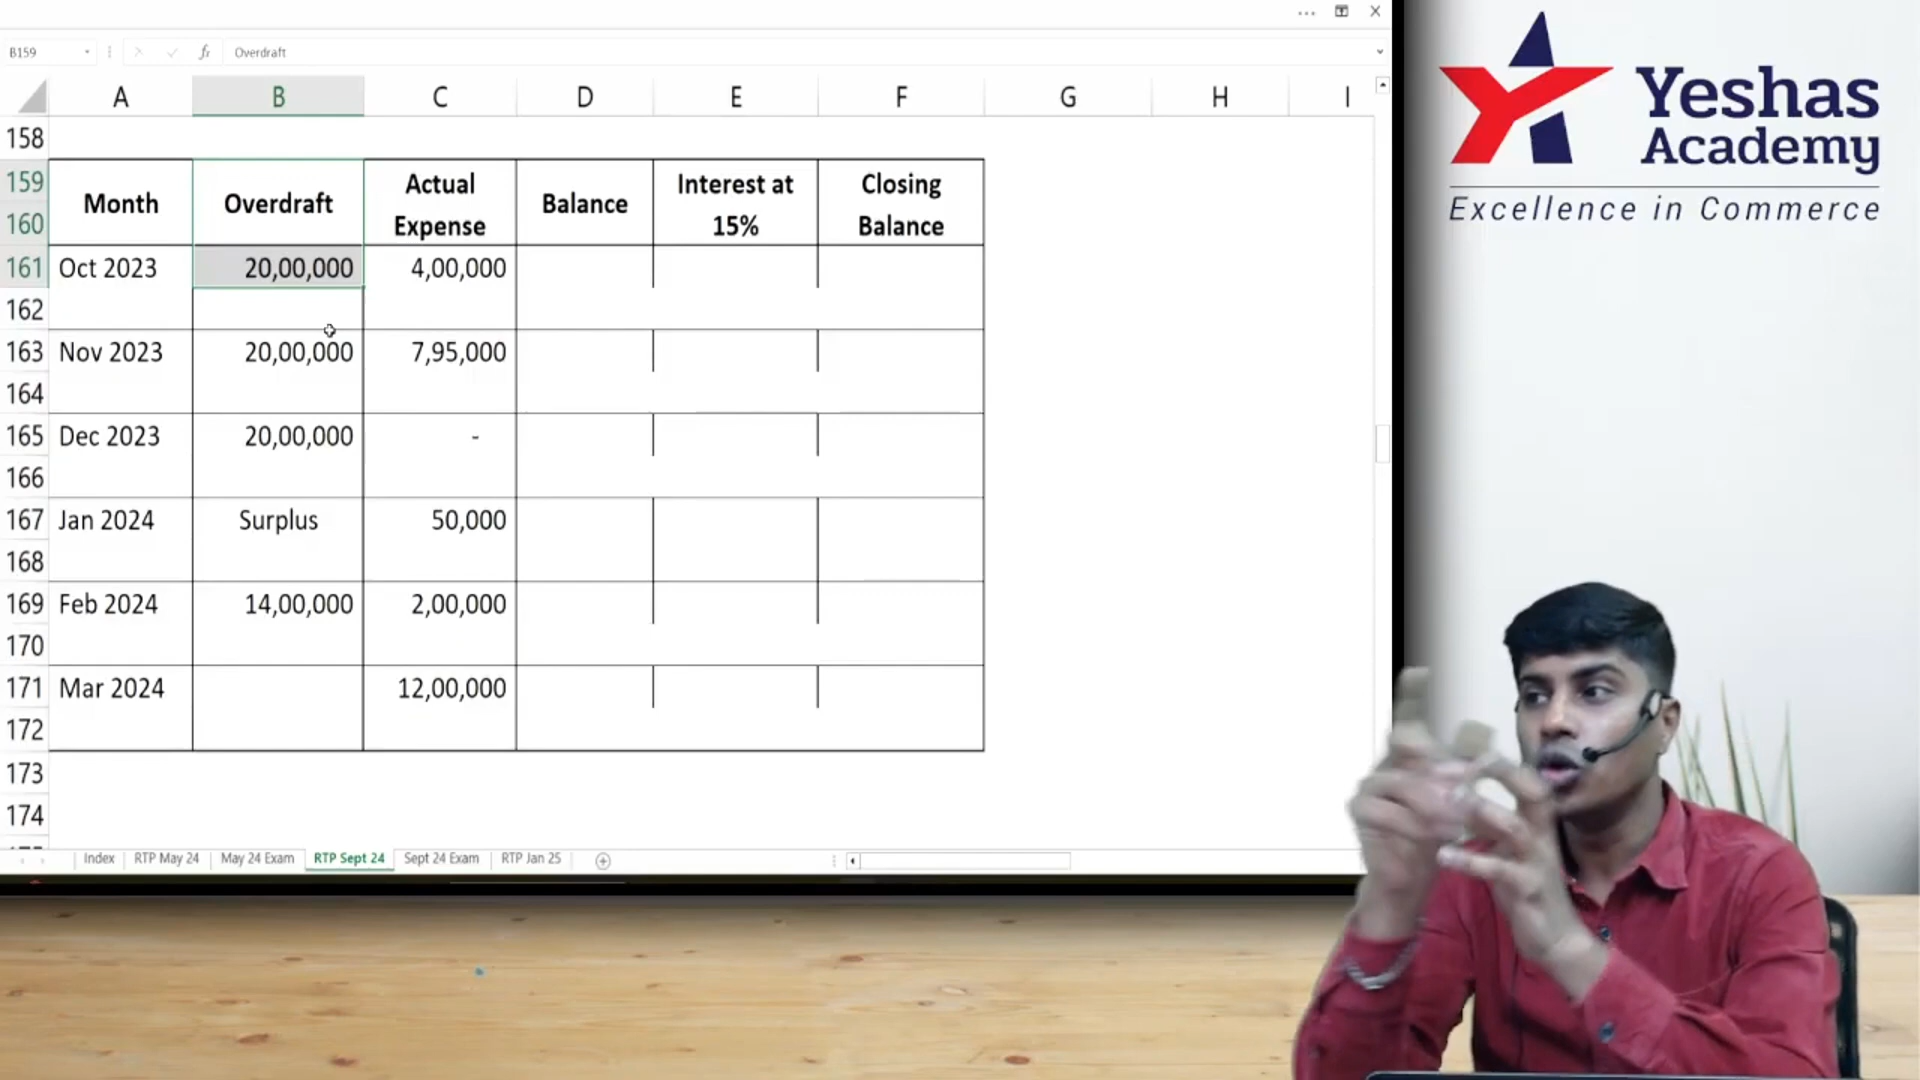 B159
fx
Overdraft
A B C D E F G H I
158
159
160
Month Overdraft Actual Expense Balance Interest at 15% Closing Balance
161 Oct 2023 20,00,000 4,00,000
162
163 Nov 2023 20,00,000 7,95,000
164
165 Dec 2023 20,00,000 -
166
167 Jan 2024 Surplus 50,000
168
169 Feb 2024 14,00,000 2,00,000
170
171 Mar 2024 12,00,000
172
173
174
Index RTP May 24 May 24 Exam RTP Sept 24 Sept 24 Exam RTP Jan 25
Yeshas
Academy
Excellence in Commerce